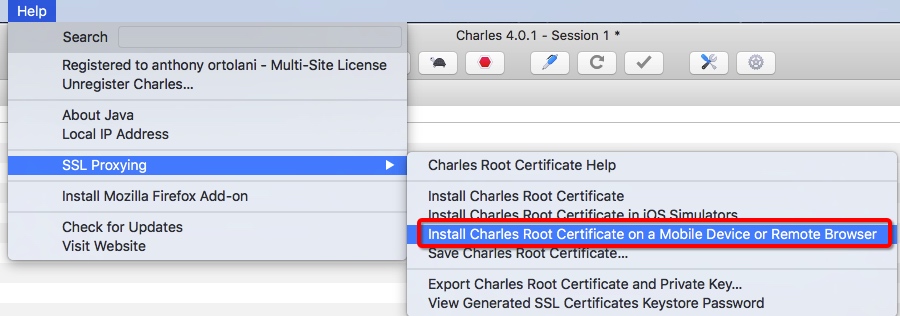 Help
Search
Charles 4.0.1 - Session 1 *
Registered to anthony ortolani - Multi-Site License
Unregister Charles...
About Java
Local IP Address
SSL Proxying
Install Mozilla Firefox Add-on
Check for Updates
Visit Website
Charles Root Certificate Help
Install Charles Root Certificate
Install Charles Root Certificate in iOS Simulators
Install Charles Root Certificate on a Mobile Device or Remote Browser
Save Charles Root Certificate...
Export Charles Root Certificate and Private Key...
View Generated SSL Certificates Keystore Password